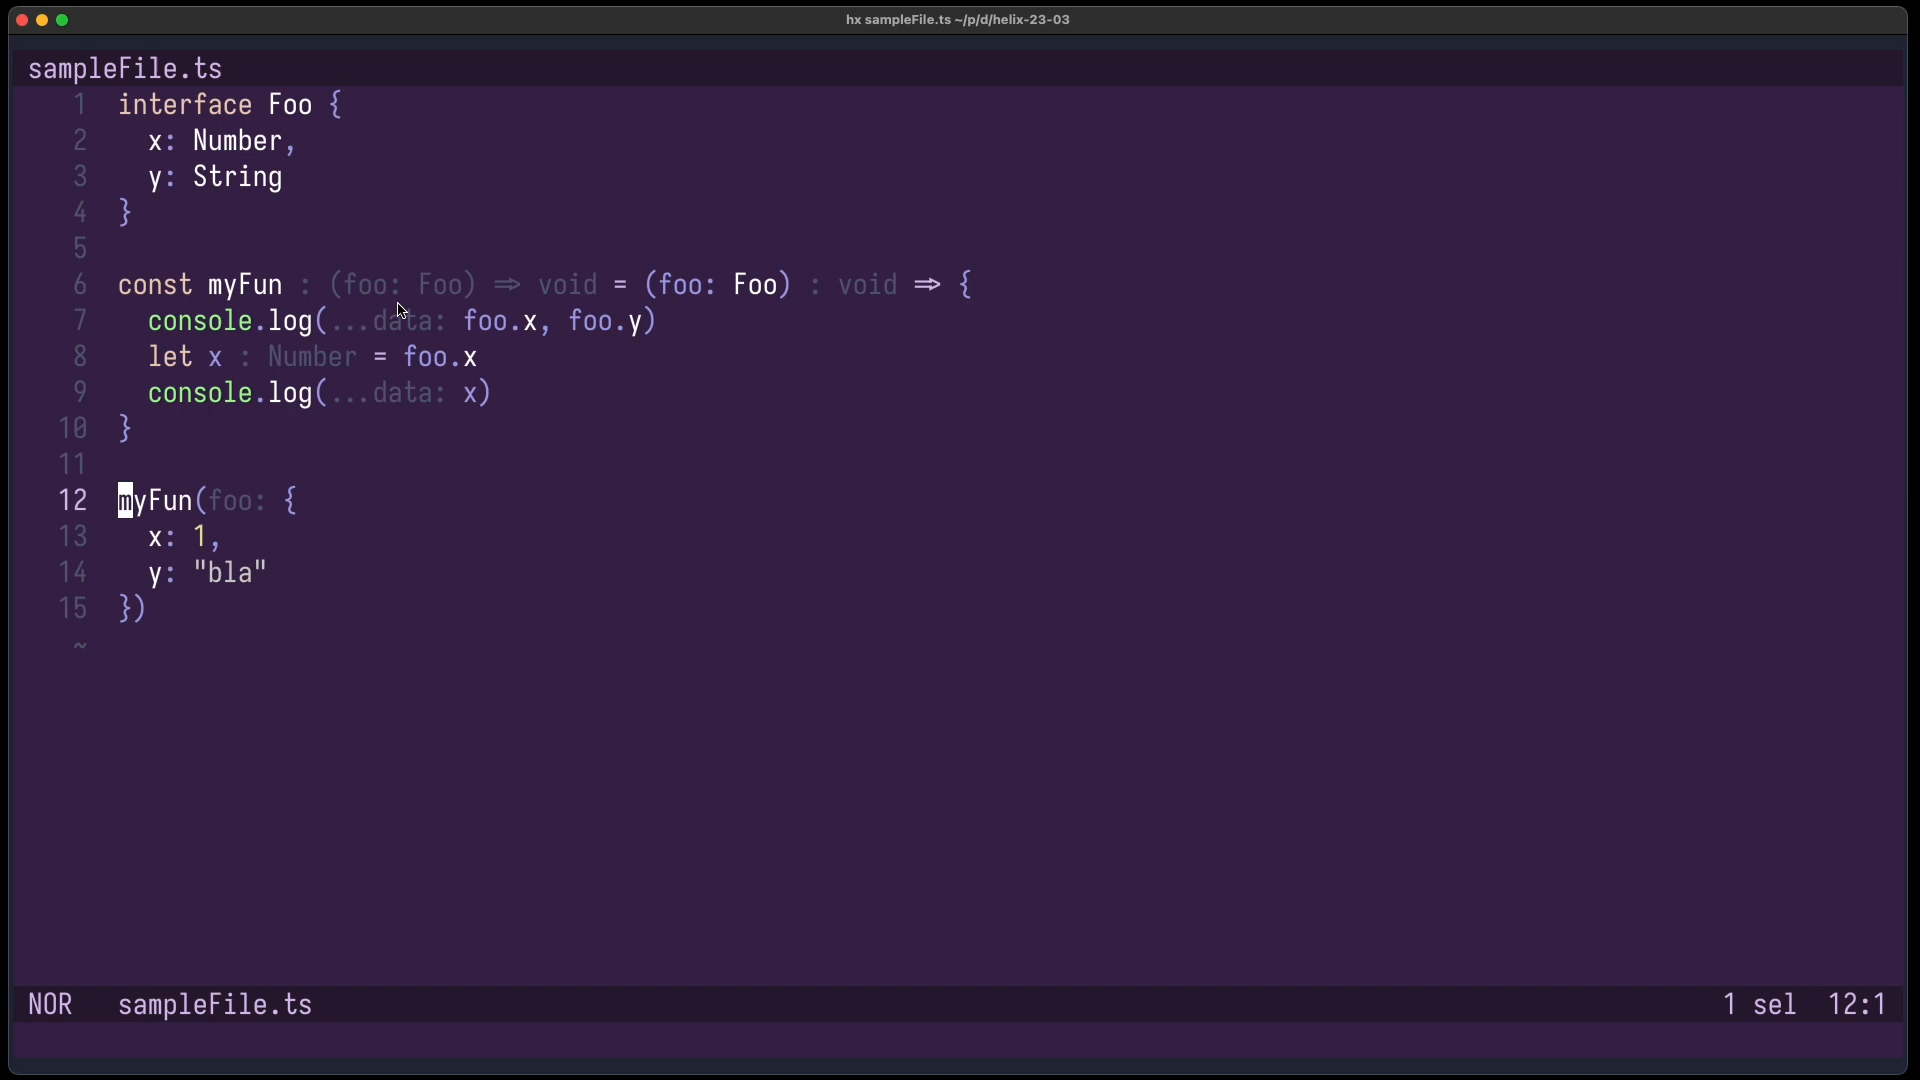 hx sampleFile.ts ~/p/d/helix-23-03
sampleFile.ts
1 interface Foo {
2   x: Number,
3   y: String
4 }
5
6 const myFun : (foo: Foo) => void = (foo: Foo) : void => {
7   console.log(...data: foo.x, foo.y)
8   let x : Number = foo.x
9   console.log(...data: x)
10 }
11
12 myFun(foo: {
13   x: 1,
14   y: "bla"
15 })
~
NOR sampleFile.ts 1 sel 12:1